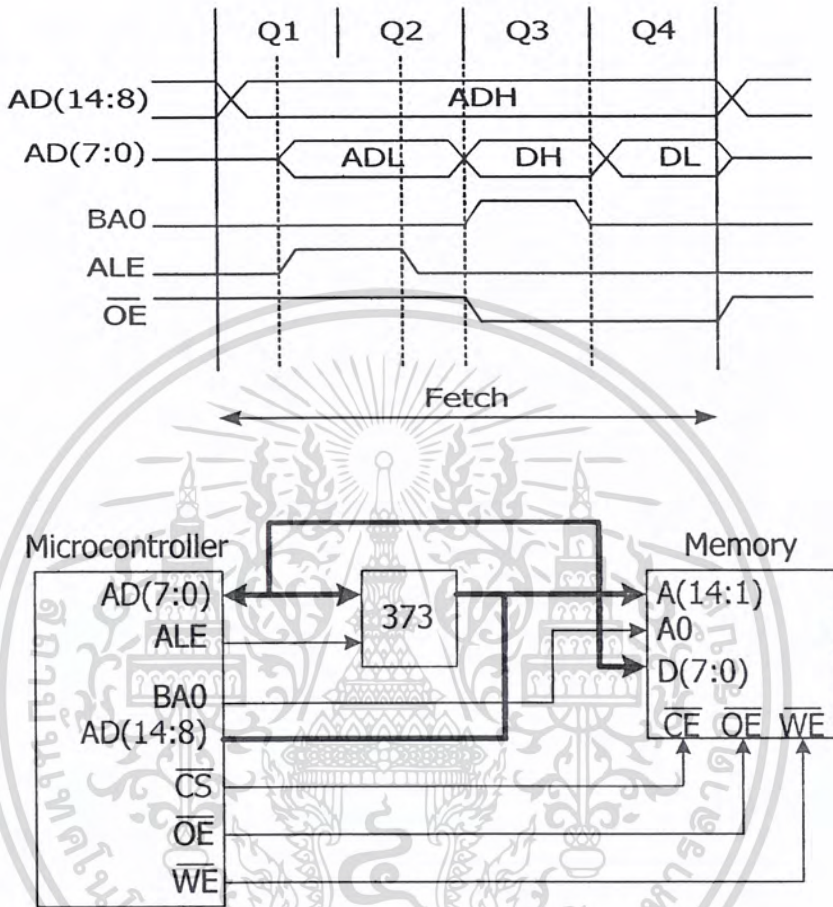 Q1 Q2 Q3 Q4
AD(14:8) ADH
AD(7:0) ADL DH DL
BA0
ALE
OE
Fetch
Microcontroller Memory
AD(7:0) 373 A(14:1)
ALE A0
BA0 D(7:0)
AD(14:8) CE OE WE
CS
OE
WE